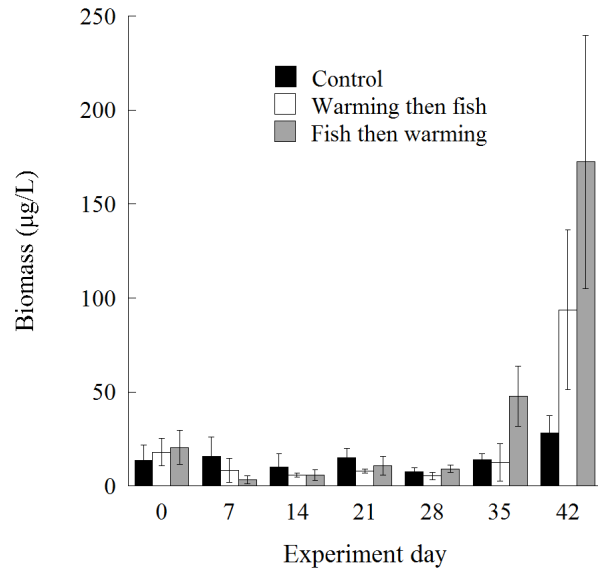 250
200
150
100
50
0
Biomass (µg/L)
Control
Warming then fish
Fish then warming
0 7 14 21 28 35 42
Experiment day